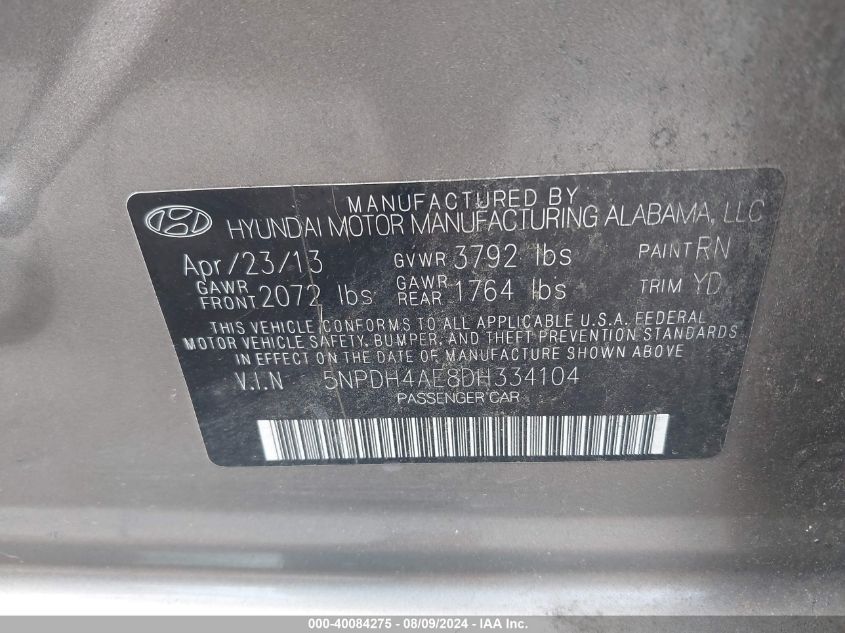 MANUFACTURED BY
HYUNDAI MOTOR MANUFACTURING ALABAMA, LLC
Apr/23/13 GVWR 3792 lbs PAINT RN
GAWR FRONT 2072 lbs GAWR REAR 1764 lbs TRIM YD
THIS VEHICLE CONFORMS TO ALL APPLICABLE U.S.A. FEDERAL
MOTOR VEHICLE SAFETY, BUMPER, AND THEFT PREVENTION STANDARDS
IN EFFECT ON THE DATE OF MANUFACTURE SHOWN ABOVE.
V.I.N 5NPDH4AE8DH334104
PASSENGER CAR
000-40084275 - 08/09/2024 - IAA Inc.